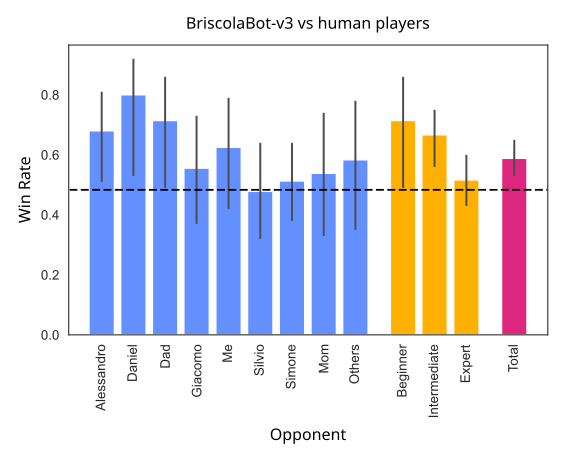 BriscolaBot-v3 vs human players
Win Rate
0.8
0.6
0.4
0.2
0.0
Alessandro
Daniel
Dad
Giacomo
Me
Silvio
Simone
Mom
Others
Beginner
Intermediate
Expert
Total
Opponent